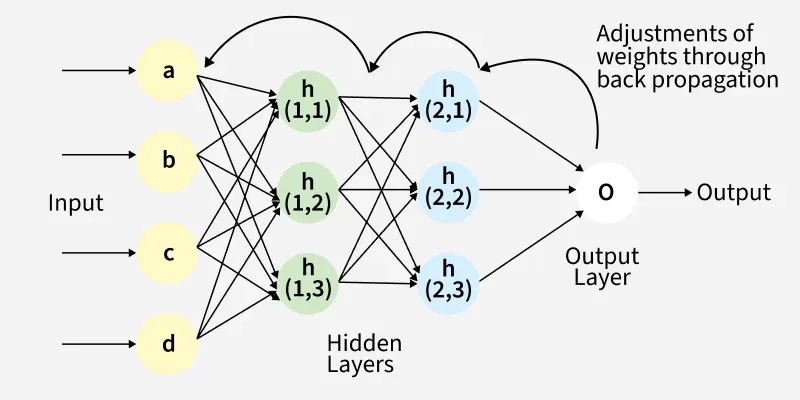 Adjustments of
weights through
back propagation
a
b
c
d
Input
h
(1,1)
h
(1,2)
h
(1,3)
h
(2,1)
h
(2,2)
h
(2,3)
Hidden
Layers
O
Output
Layer
Output